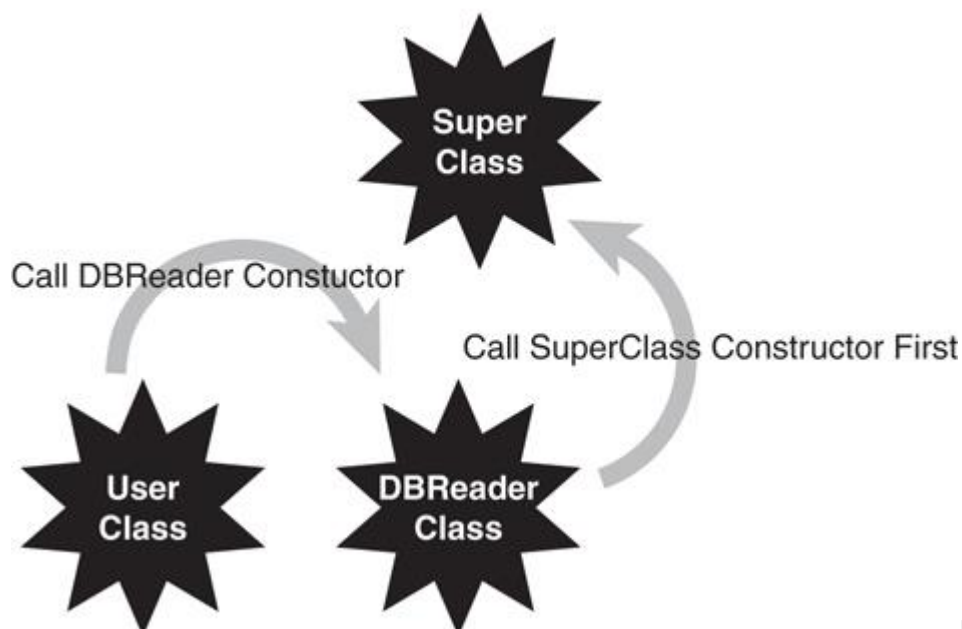 Super
Class
Call DBReader Constuctor
Call SuperClass Constructor First
User
Class
DBReader
Class